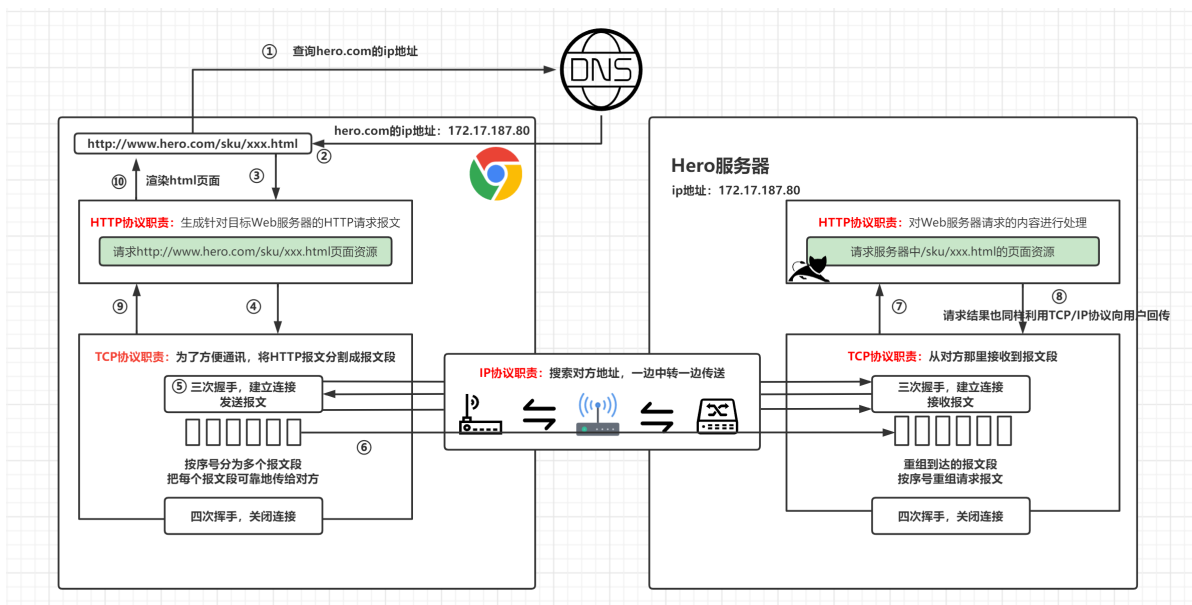 ① 查询hero.com的ip地址
DNS
hero.com的ip地址：172.17.187.80
②
http://www.hero.com/sku/xxx.html
⑩ 渲染html页面
③
HTTP协议职责：生成针对目标Web服务器的HTTP请求报文
请求http://www.hero.com/sku/xxx.html页面资源
⑨
④
TCP协议职责：为了方便通讯，将HTTP报文分割成报文段
⑤ 三次握手，建立连接
发送报文
⑥
按序号分为多个报文段
把每个报文段可靠地传给对方
四次挥手，关闭连接
IP协议职责：搜索对方地址，一边中转一边传送
Hero服务器
ip地址：172.17.187.80
HTTP协议职责：对Web服务器请求的内容进行处理
请求服务器中/sku/xxx.html的页面资源
⑦
⑧
请求结果也同样利用TCP/IP协议向用户回传
TCP协议职责：从对方那里接收到报文段
三次握手，建立连接
接收报文
重组到达的报文段
按序号重组请求报文
四次挥手，关闭连接